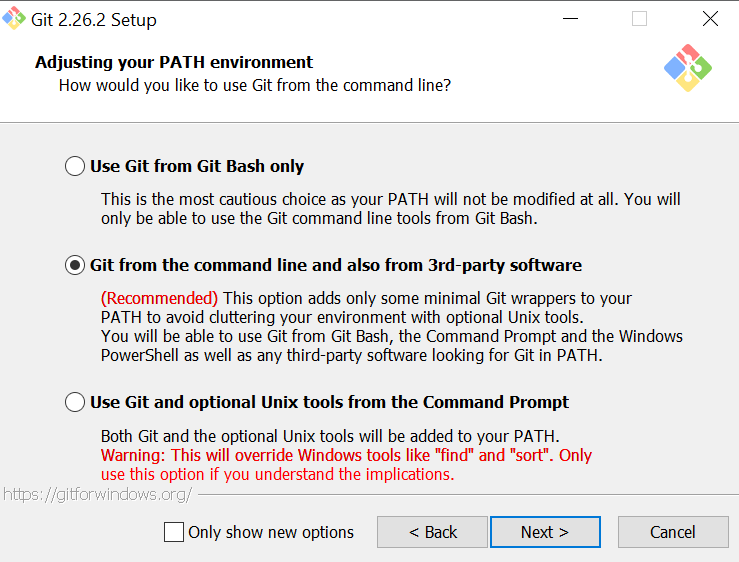 Git 2.26.2 Setup
Adjusting your PATH environment
How would you like to use Git from the command line?
Use Git from Git Bash only
This is the most cautious choice as your PATH will not be modified at all. You will
only be able to use the Git command line tools from Git Bash.
Git from the command line and also from 3rd-party software
(Recommended) This option adds only some minimal Git wrappers to your
PATH to avoid cluttering your environment with optional Unix tools.
You will be able to use Git from Git Bash, the Command Prompt and the Windows
PowerShell as well as any third-party software looking for Git in PATH.
Use Git and optional Unix tools from the Command Prompt
Both Git and the optional Unix tools will be added to your PATH.
Warning: This will override Windows tools like "find" and "sort". Only
use this option if you understand the implications.
https://gitforwindows.org/
Only show new options
< Back
Next >
Cancel